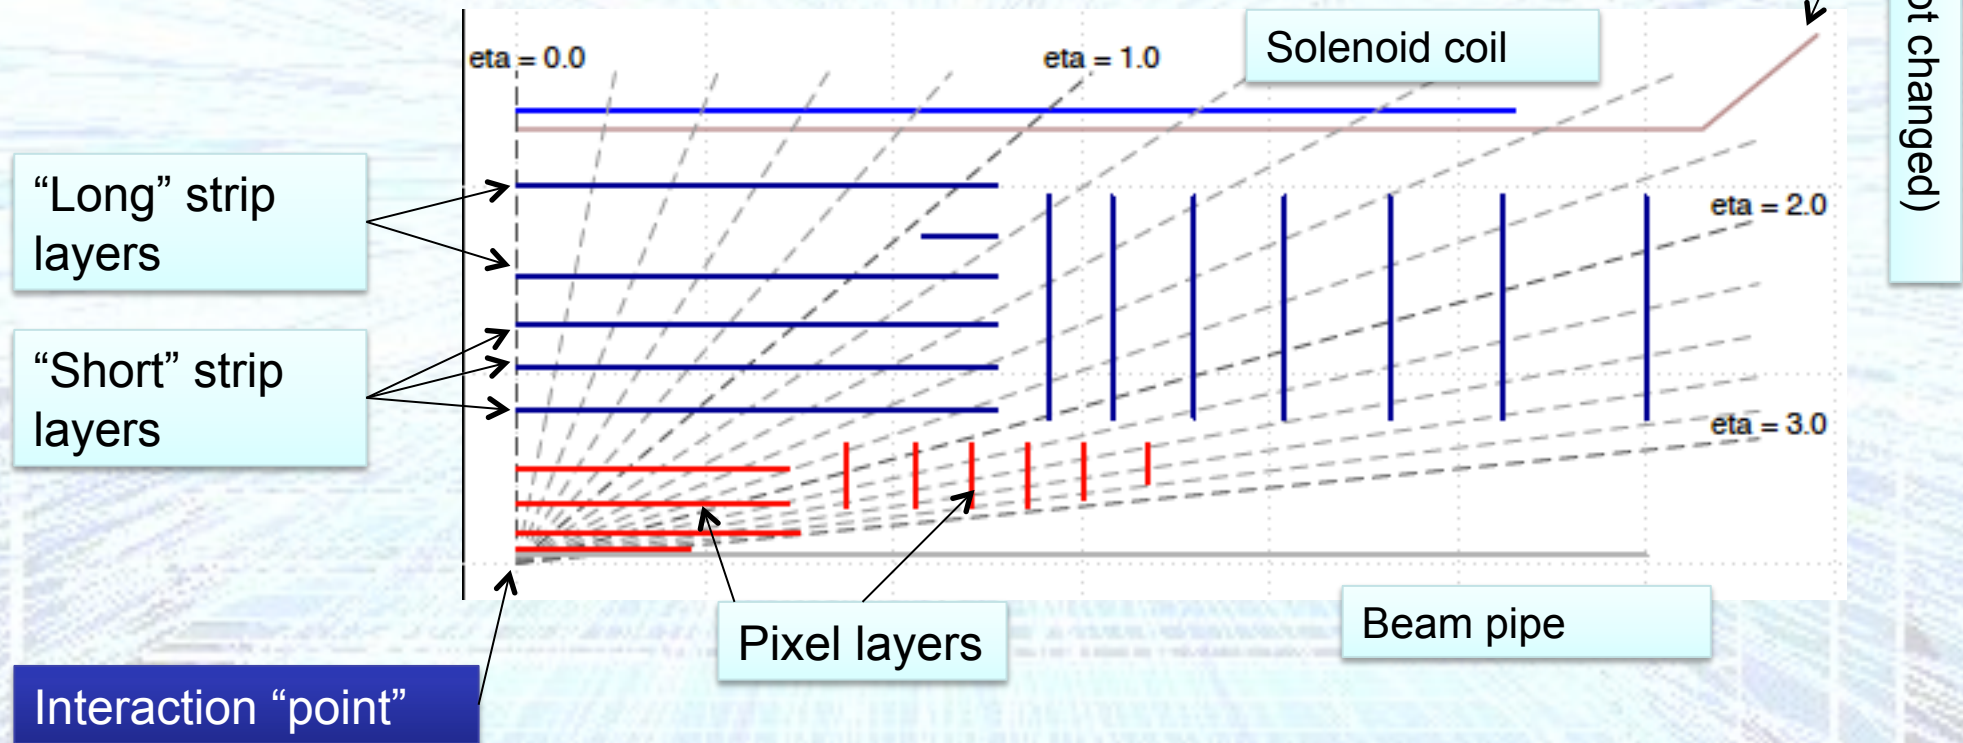 eta = 0.0
eta = 1.0
Solenoid coil
ot changed)
“Long” strip
layers
eta = 2.0
“Short” strip
layers
eta = 3.0
Pixel layers
Beam pipe
Interaction “point”